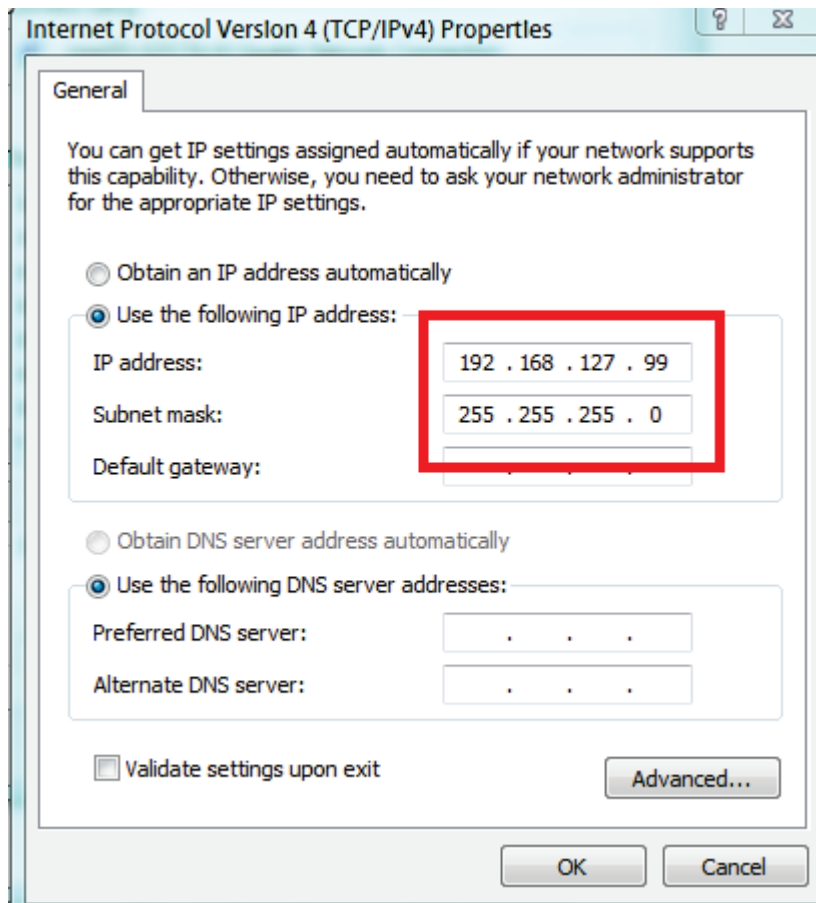 Internet Protocol Version 4 (TCP/IPv4) Properties
General
You can get IP settings assigned automatically if your network supports
this capability. Otherwise, you need to ask your network administrator
for the appropriate IP settings.
Obtain an IP address automatically
Use the following IP address:
IP address: 192 . 168 . 127 . 99
Subnet mask: 255 . 255 . 255 . 0
Default gateway: . . .
Obtain DNS server address automatically
Use the following DNS server addresses:
Preferred DNS server: . . .
Alternate DNS server: . . .
Validate settings upon exit
Advanced...
OK Cancel